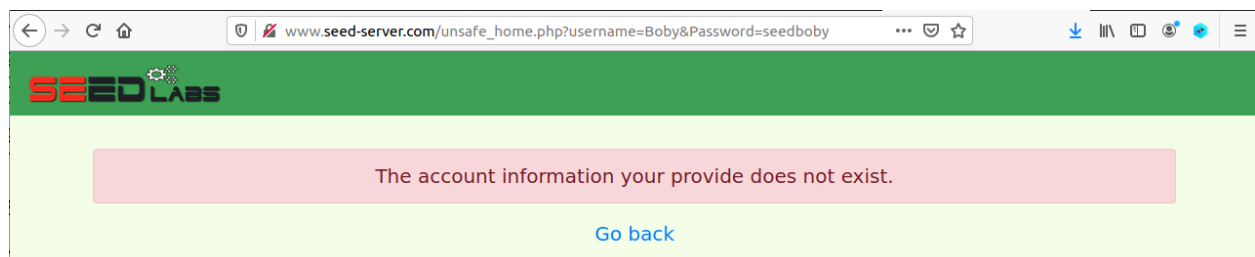 www.seed-server.com/unsafe_home.php?username=Boby&Password=seedboby
SEED LABS
The account information your provide does not exist.
Go back